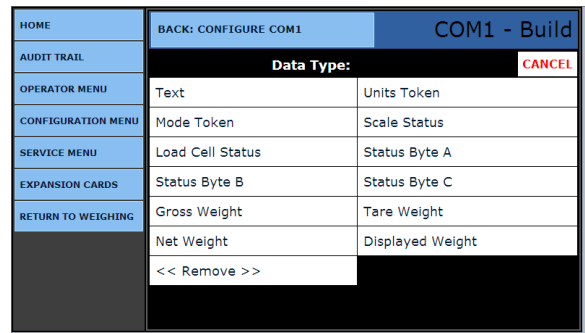 HOME
AUDIT TRAIL
OPERATOR MENU
CONFIGURATION MENU
SERVICE MENU
EXPANSION CARDS
RETURN TO WEIGHING
BACK: CONFIGURE COM1
COM1 - Build
Data Type:
CANCEL
Text
Units Token
Mode Token
Scale Status
Load Cell Status
Status Byte A
Status Byte B
Status Byte C
Gross Weight
Tare Weight
Net Weight
Displayed Weight
<< Remove >>